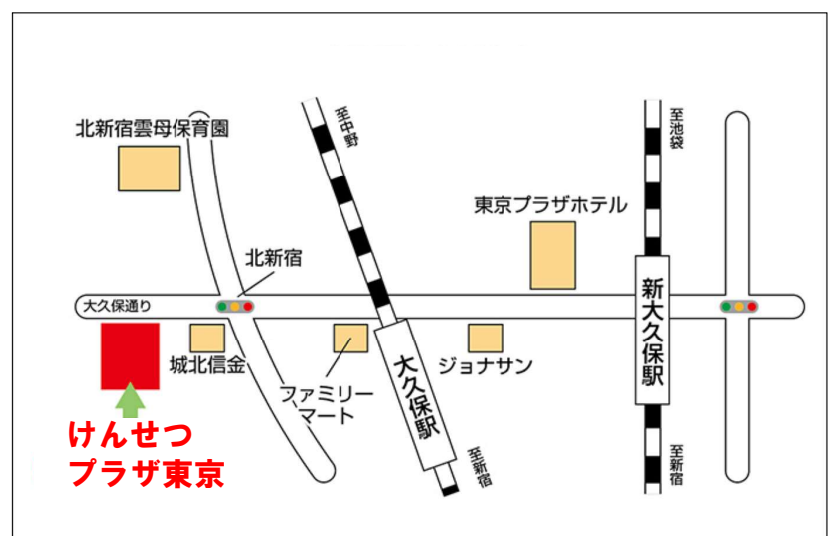 至中野
至池袋
北新宿雲母保育園
東京プラザホテル
北新宿
大久保通り
新大久保駅
城北信金
ファミリー
マート
大久保駅
ジョナサン
けんせつ
プラザ東京
至新宿
至新宿